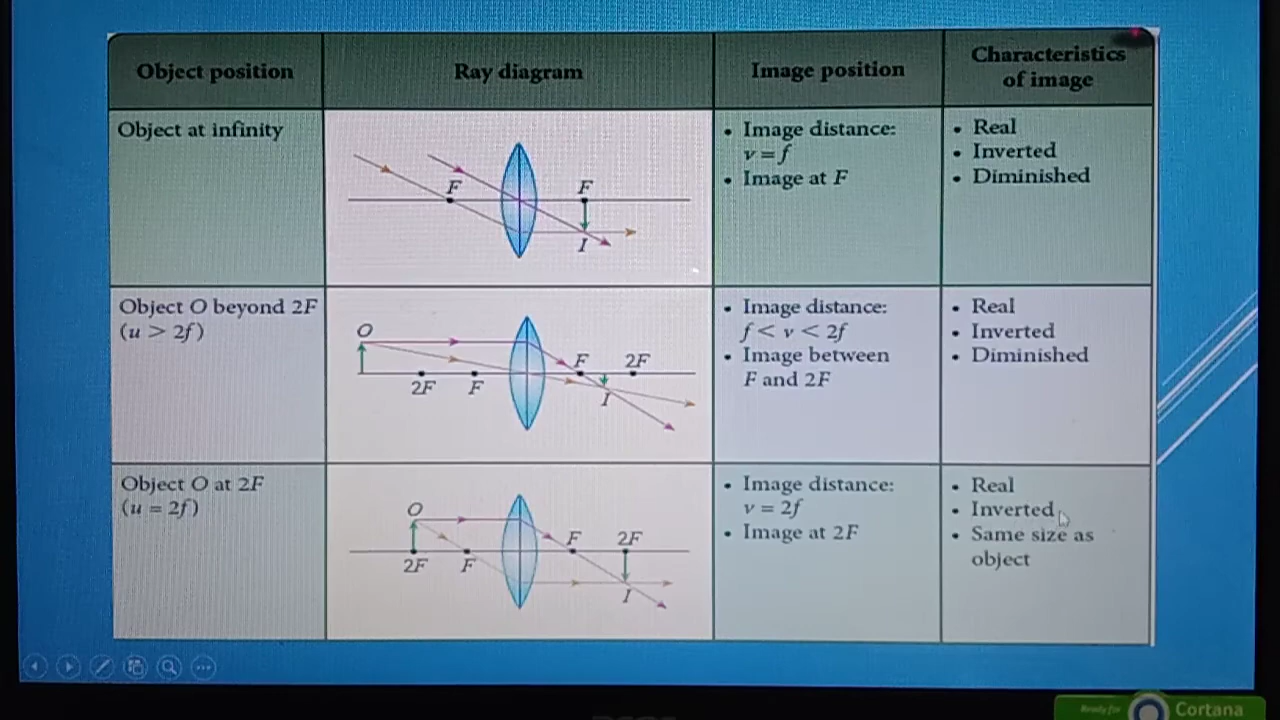 Object position
Ray diagram
Image position
Characteristics
of image
Object at infinity
F
F
I
• Image distance:
v = f
• Image at F
• Real
• Inverted
• Diminished
Object O beyond 2F
(u > 2f)
O
2F
F
F
2F
I
• Image distance:
f < v < 2f
• Image between
F and 2F
• Real
• Inverted
• Diminished
Object O at 2F
(u = 2f)
O
2F
F
F
2F
I
• Image distance:
v = 2f
• Image at 2F
• Real
• Inverted
• Same size as
object
Ready for
Cortana